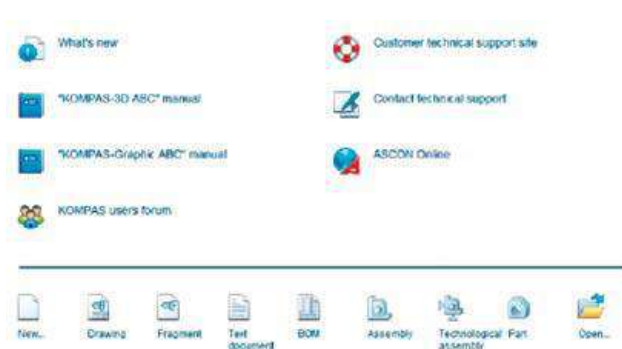 What's new
Customer technical support site
"KOMPAS-3D ABC" manual
Contact technical support
"KOMPAS-Graphic ABC" manual
ASCON Online
KOMPAS users forum
New...
Drawing
Fragment
Text
document
BOM
Assembly
Technological
assembly
Part
Open...